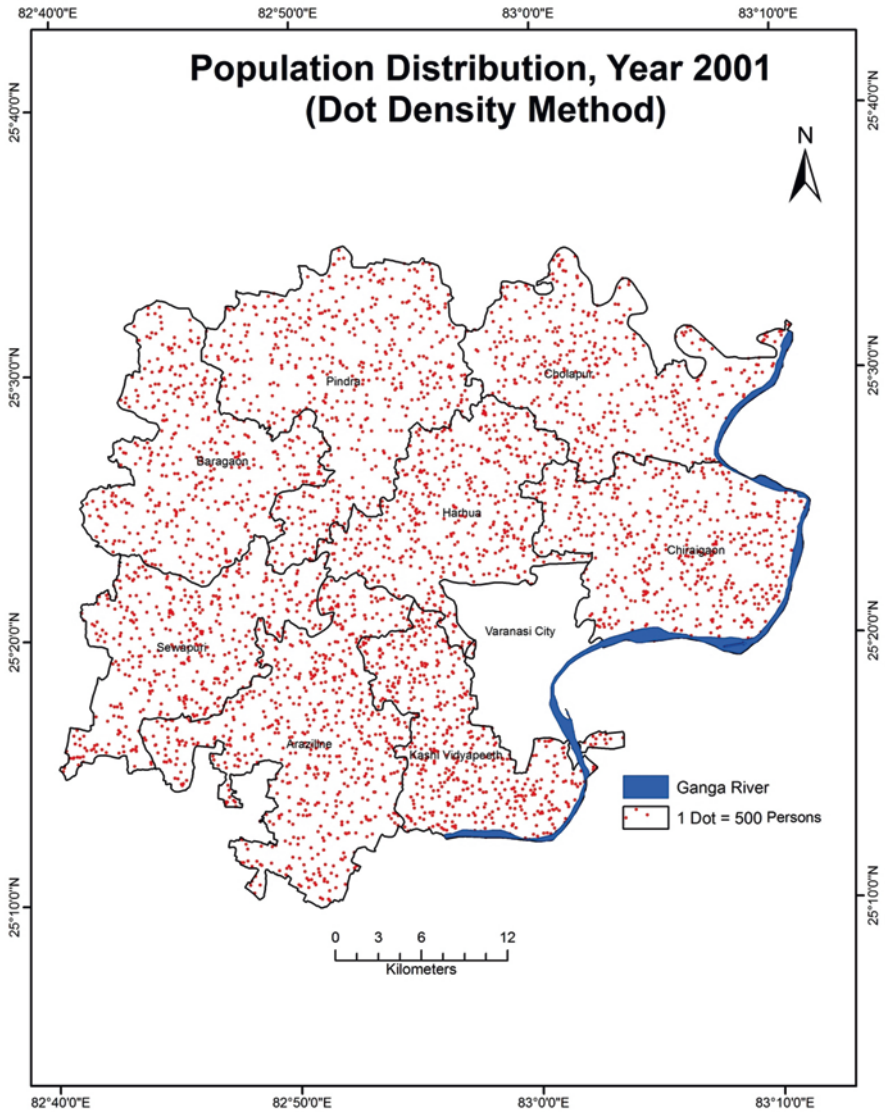 82°40'0"E 82°50'0"E 83°0'0"E 83°10'0"E
Population Distribution, Year 2001
(Dot Density Method)
N
25°40'0"N
25°40'0"N
25°30'0"N
25°30'0"N
Pindra
Cholapur
Baragaon
Harhua
Chiraigaon
25°20'0"N
25°20'0"N
Varanasi City
Sewapuri
Araziline
Kashi Vidyapeeth
Ganga River
1 Dot = 500 Persons
25°10'0"N
25°10'0"N
0 3 6 12
Kilometers
82°40'0"E 82°50'0"E 83°0'0"E 83°10'0"E